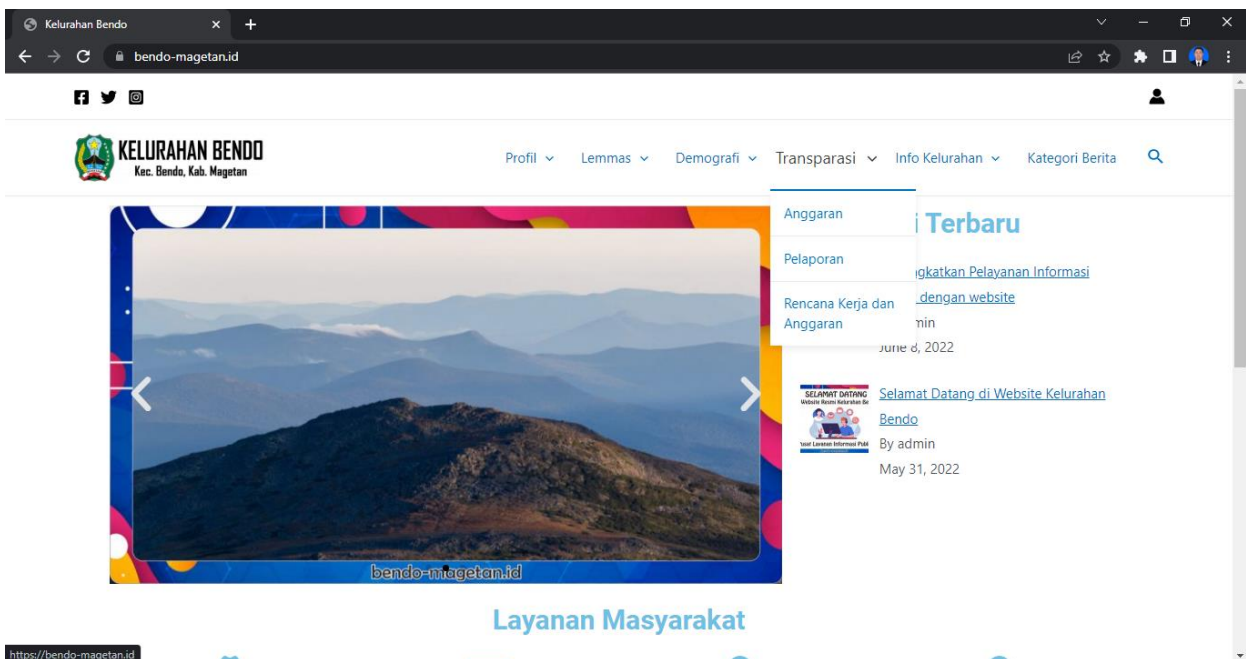 Kelurahan Bendo
bendo-magetan.id
KELURAHAN BENDO
Kec. Bendo, Kab. Magetan
Profil
Lemmas
Demografi
Transparasi
Info Kelurahan
Kategori Berita
Anggaran
Pelaporan
Rencana Kerja dan
Anggaran
Terbaru
Pelayanan Informasi
dengan website
June 8, 2022
SELAMAT DATANG
Selamat Datang di Website Kelurahan
Bendo
By admin
May 31, 2022
bendo-magetan.id
Layanan Masyarakat
https://bendo-magetan.id